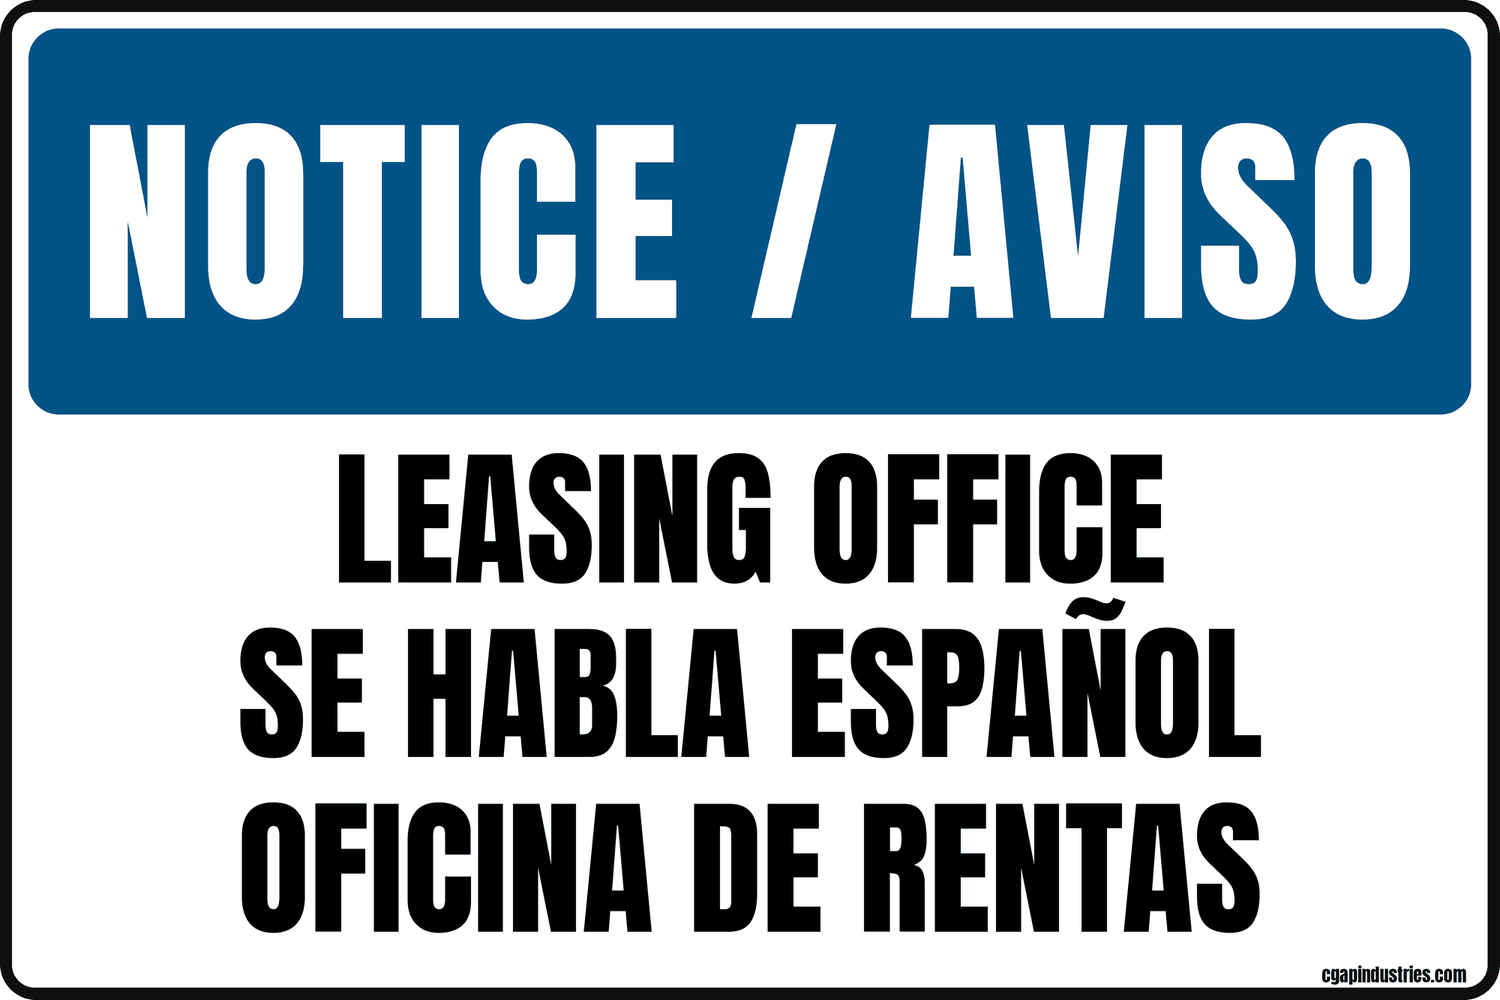 NOTICE / AVISO
LEASING OFFICE
SE HABLA ESPAÑOL
OFICINA DE RENTAS
cgapindustries.com